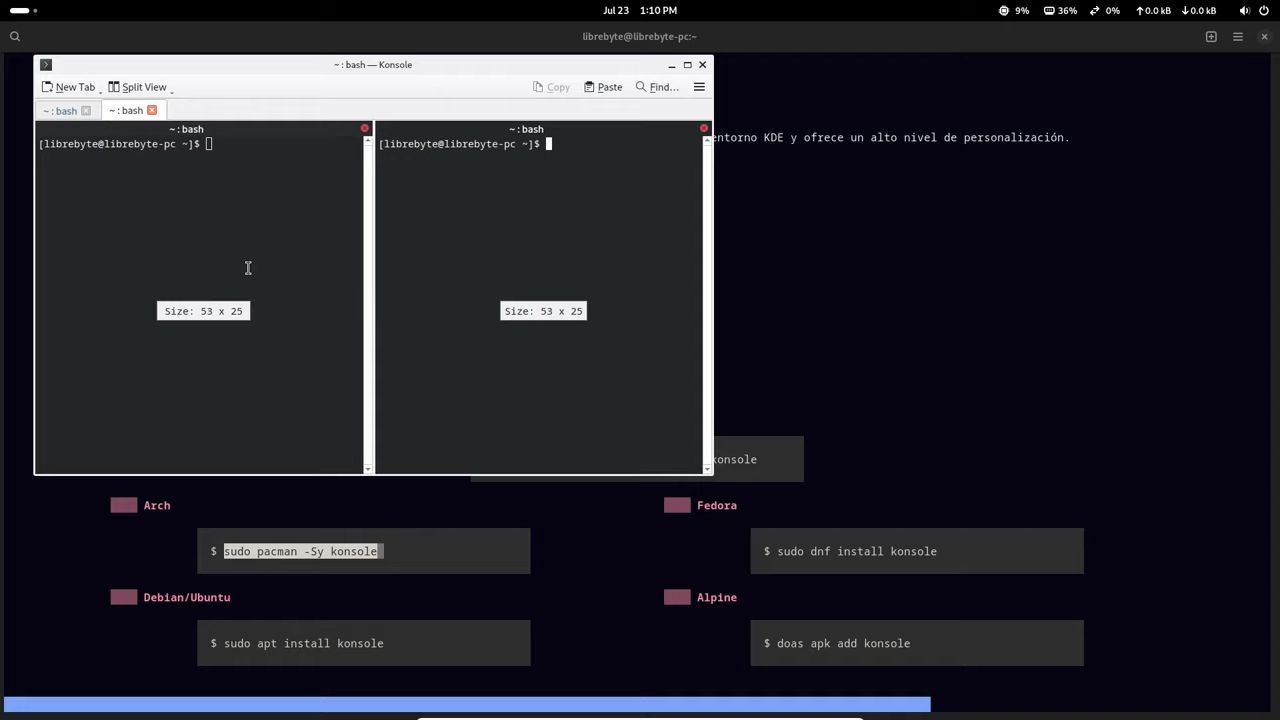 Jul 23 1:10 PM
9% 36% 0% 0.0 kB 0.0 kB
librebyte@librebyte-pc:~
~ : bash — Konsole
New Tab Split View Copy Paste Find...
~ : bash ~ : bash
~ : bash ~ : bash
[librebyte@librebyte-pc ~]$ [librebyte@librebyte-pc ~]$
entorno KDE y ofrece un alto nivel de personalización.
Size: 53 x 25 Size: 53 x 25
konsole
Arch Fedora
$ sudo pacman -Sy konsole $ sudo dnf install konsole
Debian/Ubuntu Alpine
$ sudo apt install konsole $ doas apk add konsole